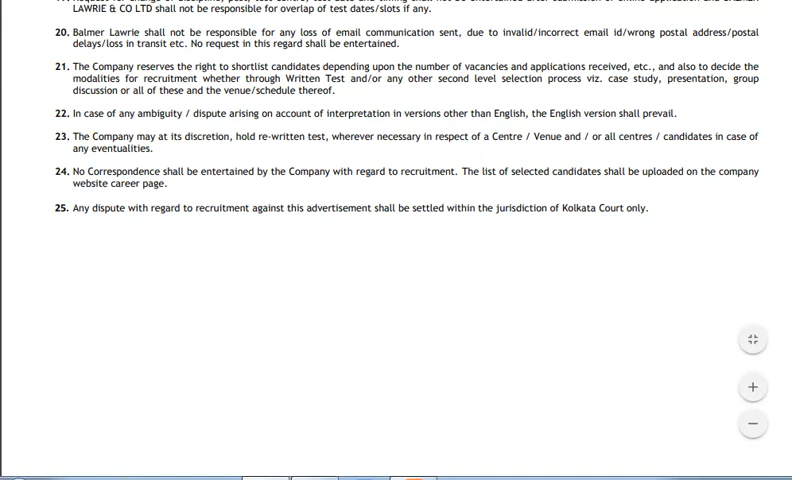 LAWRIE & CO LTD shall not be responsible for overlap of test dates/slots if any.
20. Balmer Lawrie shall not be responsible for any loss of email communication sent, due to invalid/incorrect email id/wrong postal address/postal
delays/loss in transit etc. No request in this regard shall be entertained.
21. The Company reserves the right to shortlist candidates depending upon the number of vacancies and applications received, etc., and also to decide the
modalities for recruitment whether through Written Test and/or any other second level selection process viz. case study, presentation, group
discussion or all of these and the venue/schedule thereof.
22. In case of any ambiguity / dispute arising on account of interpretation in versions other than English, the English version shall prevail.
23. The Company may at its discretion, hold re-written test, wherever necessary in respect of a Centre / Venue and / or all centres / candidates in case of
any eventualities.
24. No Correspondence shall be entertained by the Company with regard to recruitment. The list of selected candidates shall be uploaded on the company
website career page.
25. Any dispute with regard to recruitment against this advertisement shall be settled within the jurisdiction of Kolkata Court only.